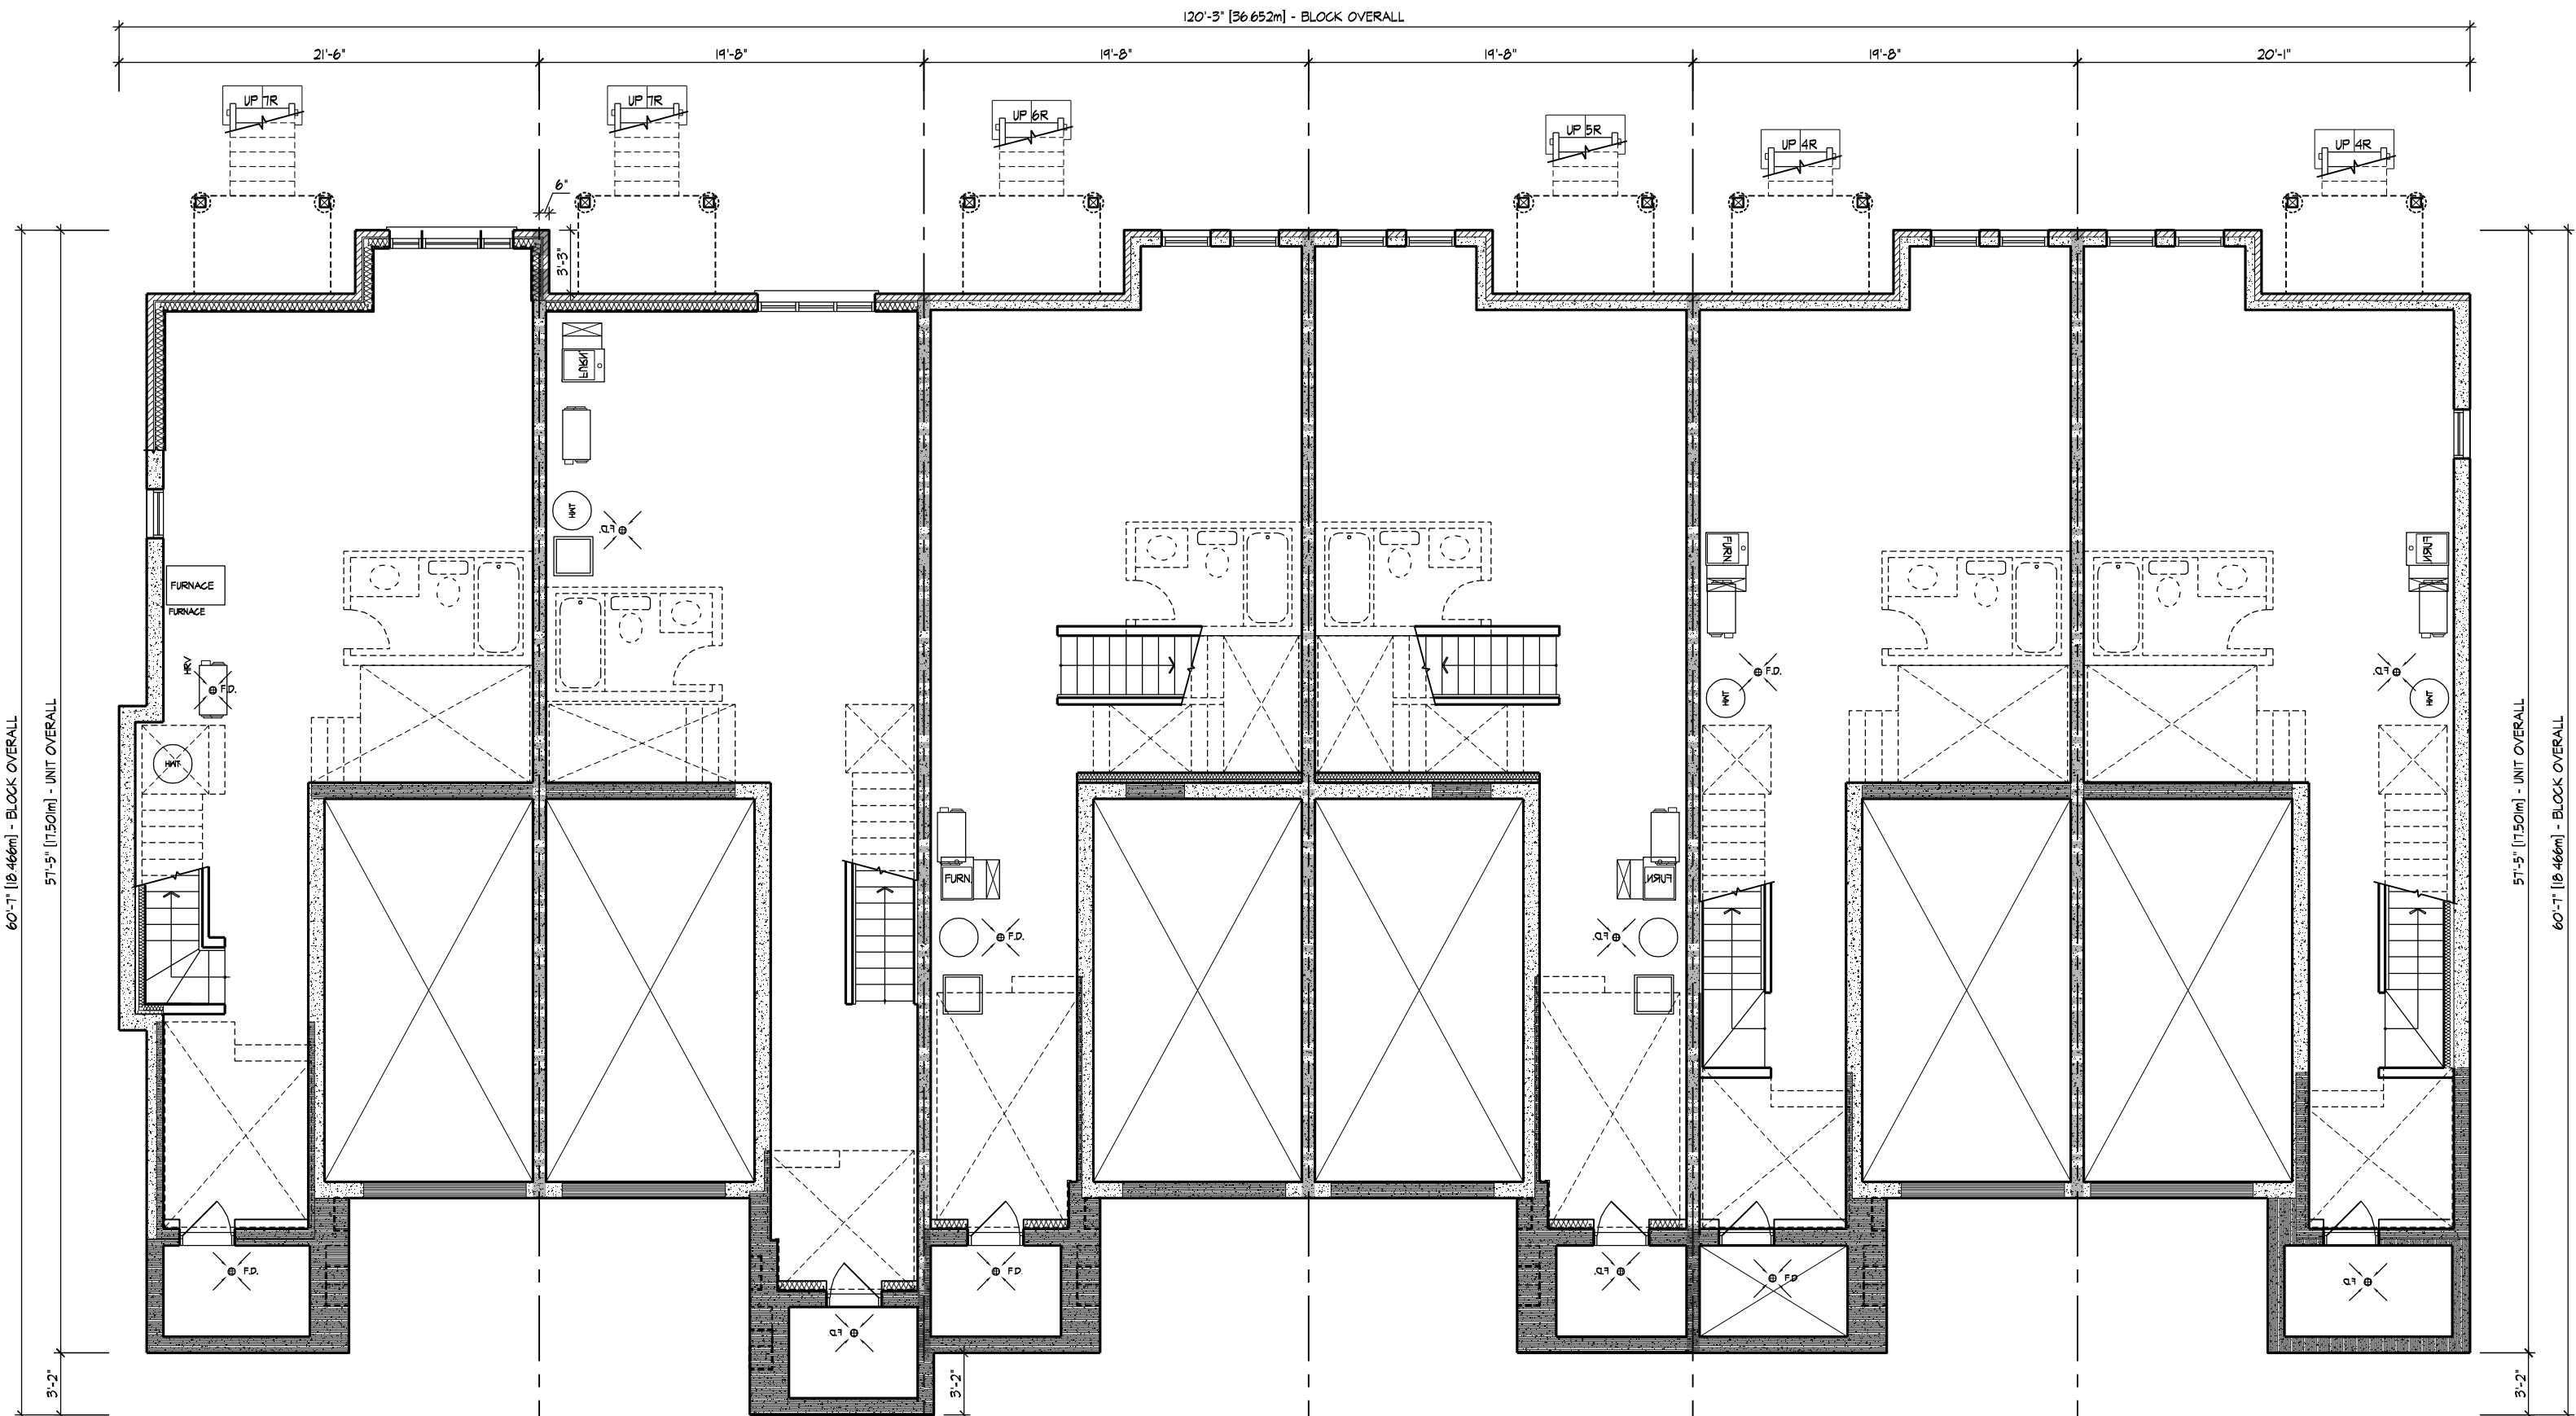 120'-3" [36.652m] - BLOCK OVERALL
21'-6"
19'-8"
19'-8"
19'-8"
19'-8"
20'-1"
UP 7R
UP 7R
UP 6R
UP 5R
UP 4R
UP 4R
6"
3'-3"
FURN
HWT
F.D.
FURNACE
FURNACE
FURN.
FURN.
HRV
F.D.
F.D.
F.D.
HWT
HWT
HWT
60'-7" [18.466m] - BLOCK OVERALL
57'-5" [17.501m] - UNIT OVERALL
57'-5" [17.501m] - UNIT OVERALL
60'-7" [18.466m] - BLOCK OVERALL
FURN.
FURN.
F.D.
F.D.
F.D.
F.D.
F.D.
F.D.
F.D.
F.D.
3'-2"
3'-2"
3'-2"